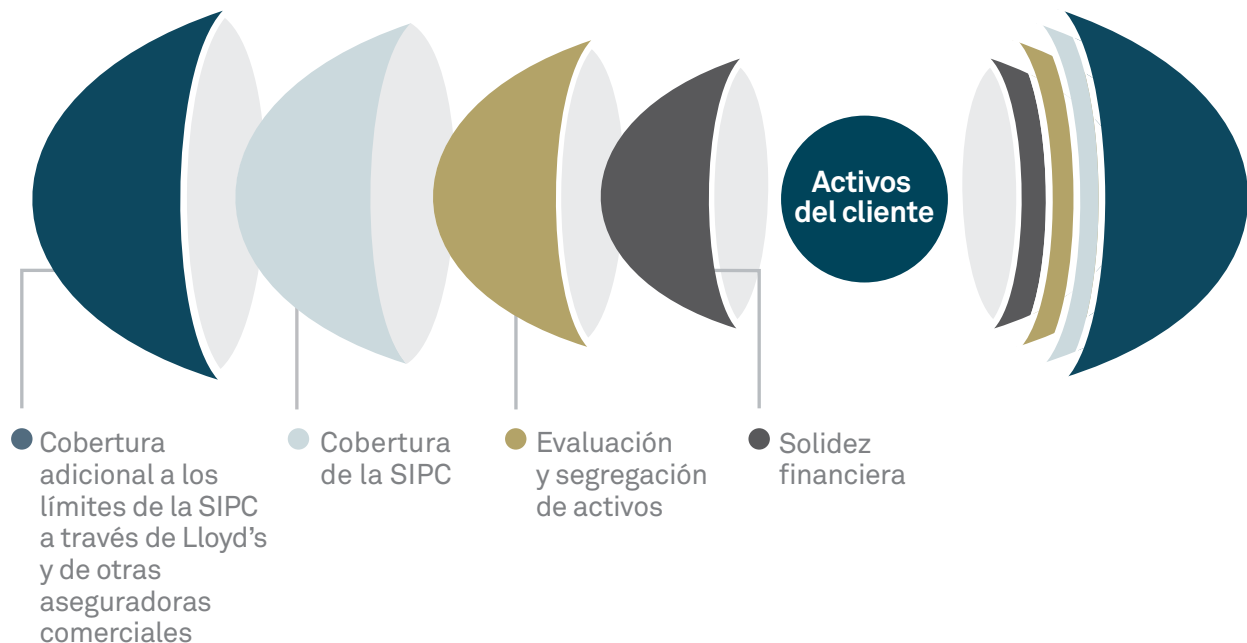 Activos
del cliente
Cobertura
adicional a los
límites de la SIPC
a través de Lloyd’s
y de otras
aseguradoras
comerciales
Cobertura
de la SIPC
Evaluación
y segregación
de activos
Solidez
financiera